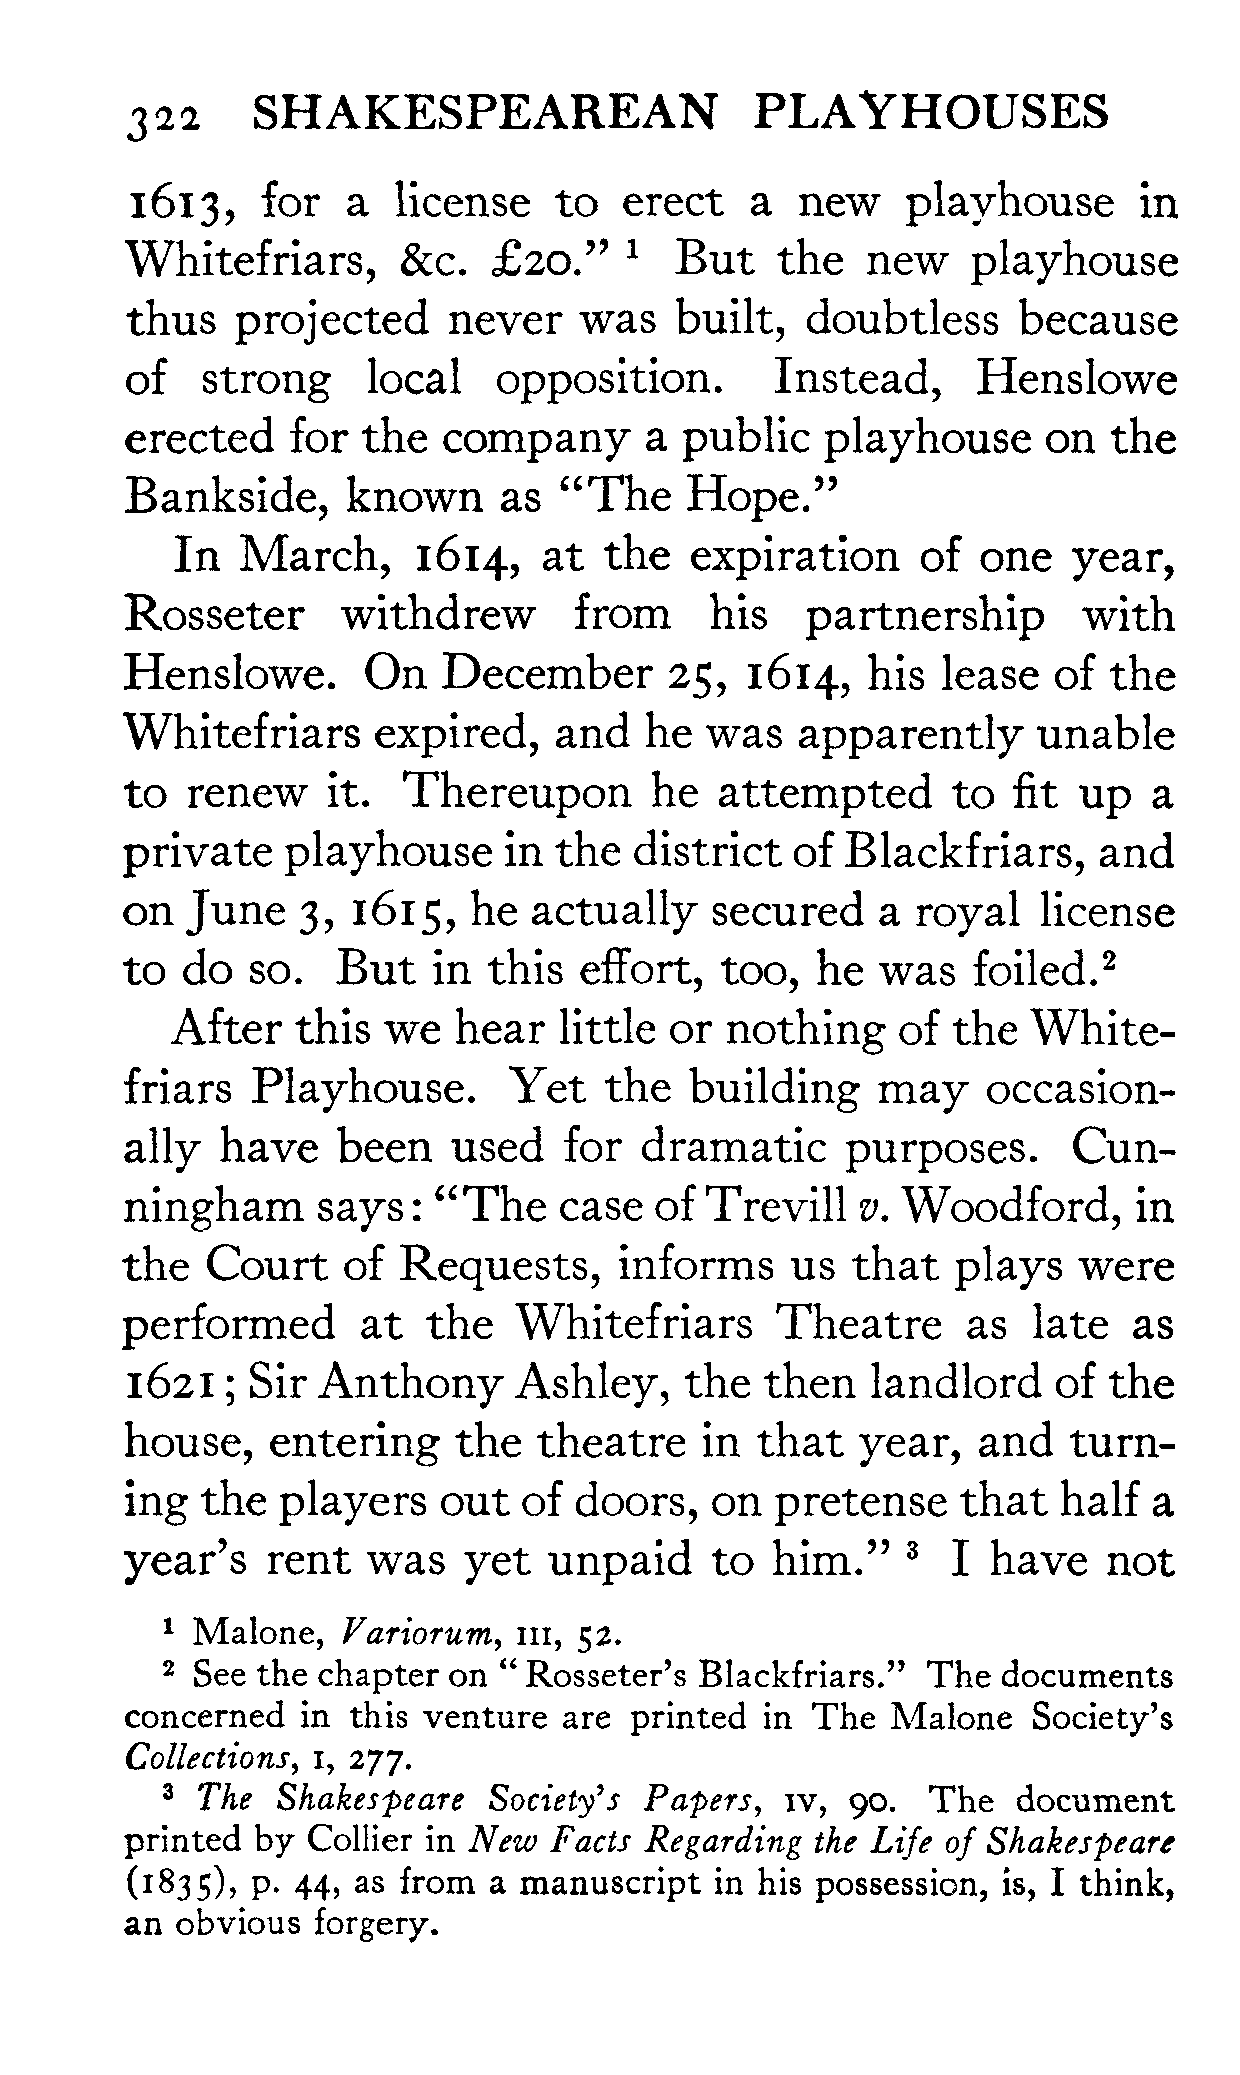 322 SHAKESPEAREAN PLAYHOUSES
1613, for a license to erect a new playhouse in
Whitefriars, &c. £20." ¹ But the new playhouse
thus projected never was built, doubtless because
of strong local opposition. Instead, Henslowe
erected for the company a public playhouse on the
Bankside, known as "The Hope."
In March, 1614, at the expiration of one year,
Rosseter withdrew from his partnership with
Henslowe. On December 25, 1614, his lease of the
Whitefriars expired, and he was apparently unable
to renew it. Thereupon he attempted to fit up a
private playhouse in the district of Blackfriars, and
on June 3, 1615, he actually secured a royal license
to do so. But in this effort, too, he was foiled.²
After this we hear little or nothing of the White-
friars Playhouse. Yet the building may occasion-
ally have been used for dramatic purposes. Cun-
ningham says: "The case of Trevill v. Woodford, in
the Court of Requests, informs us that plays were
performed at the Whitefriars Theatre as late as
1621; Sir Anthony Ashley, the then landlord of the
house, entering the theatre in that year, and turn-
ing the players out of doors, on pretense that half a
year's rent was yet unpaid to him." ³ I have not
¹ Malone, Variorum, III, 52.
² See the chapter on "Rosseter's Blackfriars." The documents
concerned in this venture are printed in The Malone Society's
Collections, I, 277.
³ The Shakespeare Society's Papers, IV, 90. The document
printed by Collier in New Facts Regarding the Life of Shakespeare
(1835), p. 44, as from a manuscript in his possession, is, I think,
an obvious forgery.